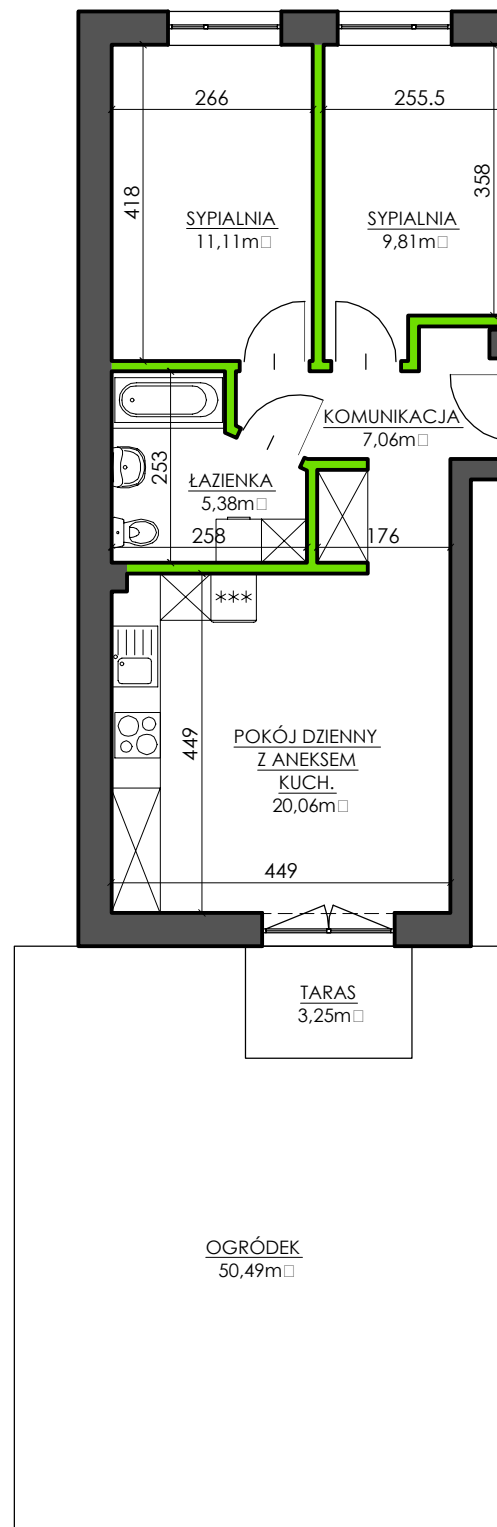 266
255.5
418
358
SYPIALNIA
11,11m□
SYPIALNIA
9,81m□
KOMUNIKACJA
7,06m□
253
ŁAZIENKA
5,38m□
258
176
***
449
POKÓJ DZIENNY
Z ANEKSEM
KUCH.
20,06m□
449
TARAS
3,25m□
OGRÓDEK
50,49m□